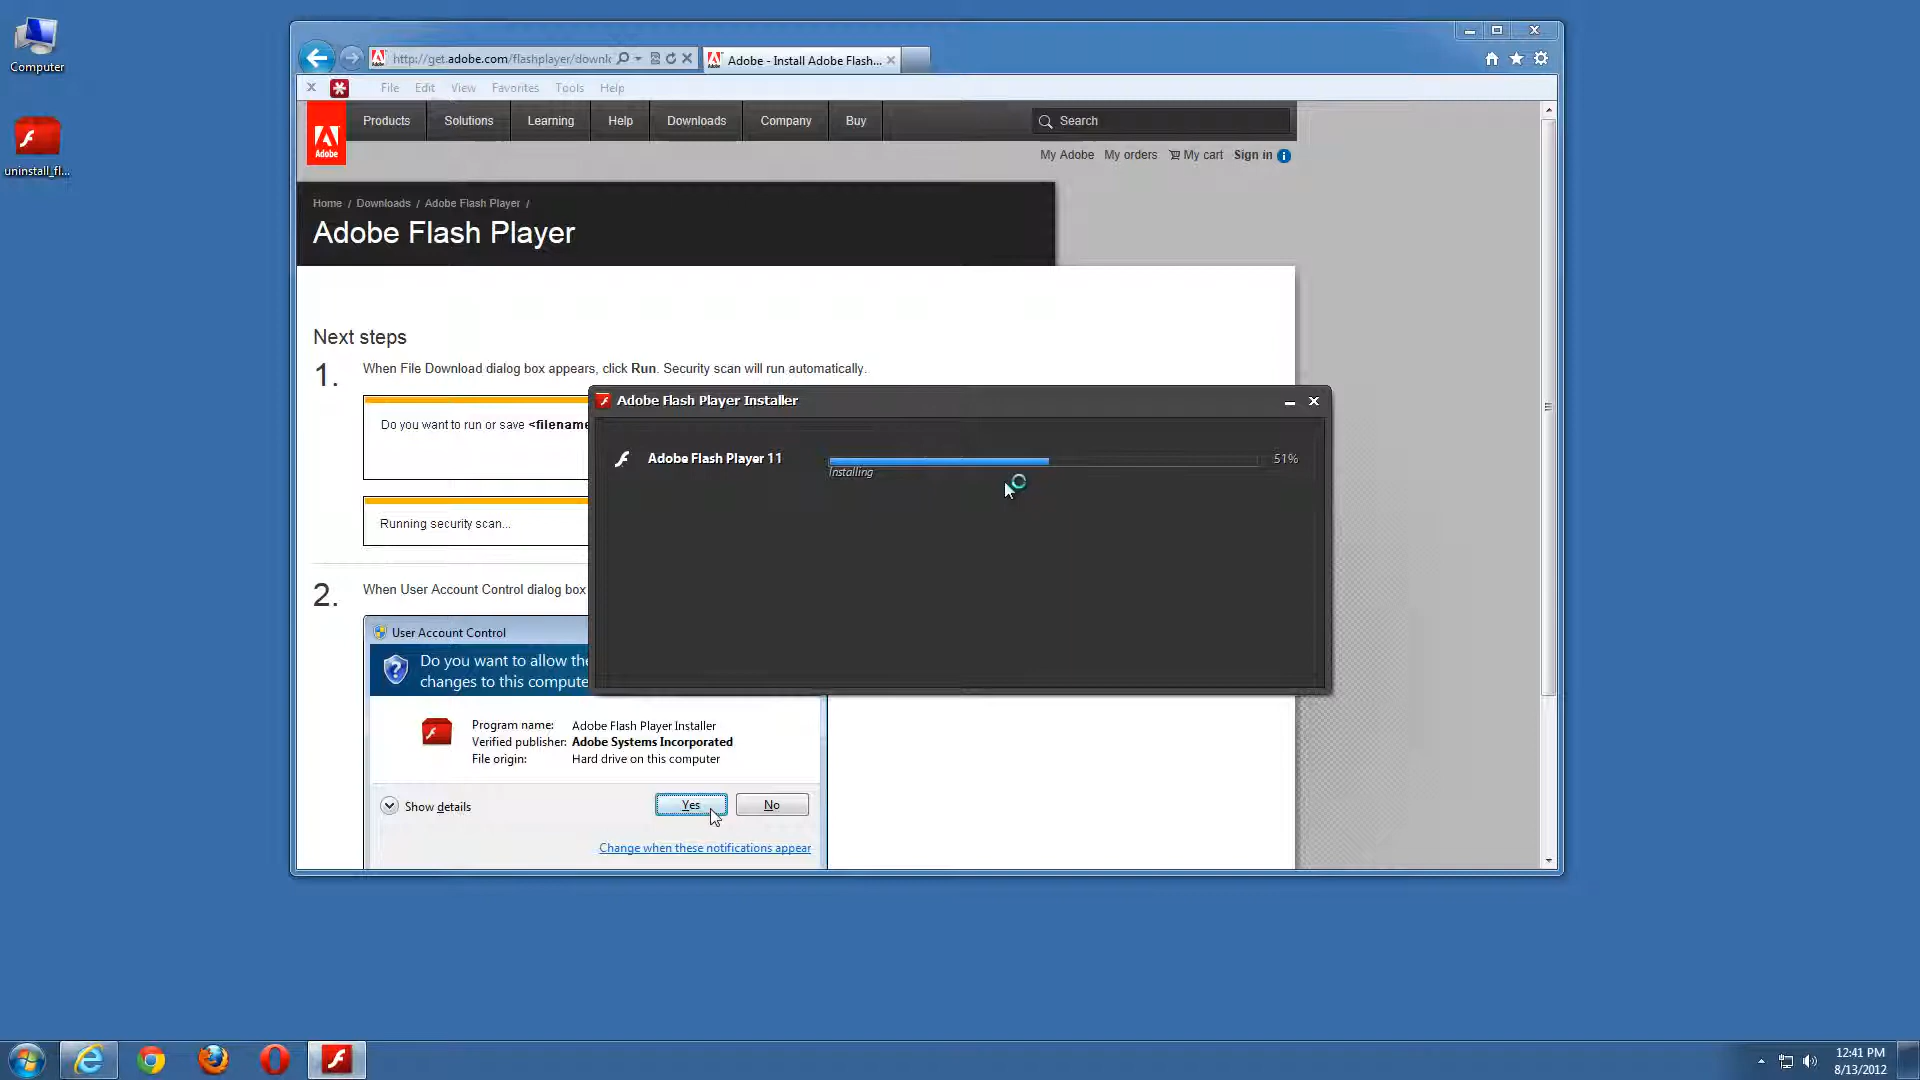 Computer
uninstall_fl...
http://get.adobe.com/flashplayer/downlo
Adobe - Install Adobe Flash...
File Edit View Favorites Tools Help
Adobe
Products Solutions Learning Help Downloads Company Buy
Search
My Adobe My orders My cart Sign in
Home / Downloads / Adobe Flash Player /
Adobe Flash Player
Next steps
1.
When File Download dialog box appears, click Run. Security scan will run automatically.
Do you want to run or save <filename
Running security scan...
Adobe Flash Player Installer
Adobe Flash Player 11
51%
Installing
2.
When User Account Control dialog box
User Account Control
Do you want to allow the
changes to this compute
Program name: Adobe Flash Player Installer
Verified publisher: Adobe Systems Incorporated
File origin: Hard drive on this computer
Show details
Yes
No
Change when these notifications appear
12:41 PM
8/13/2012